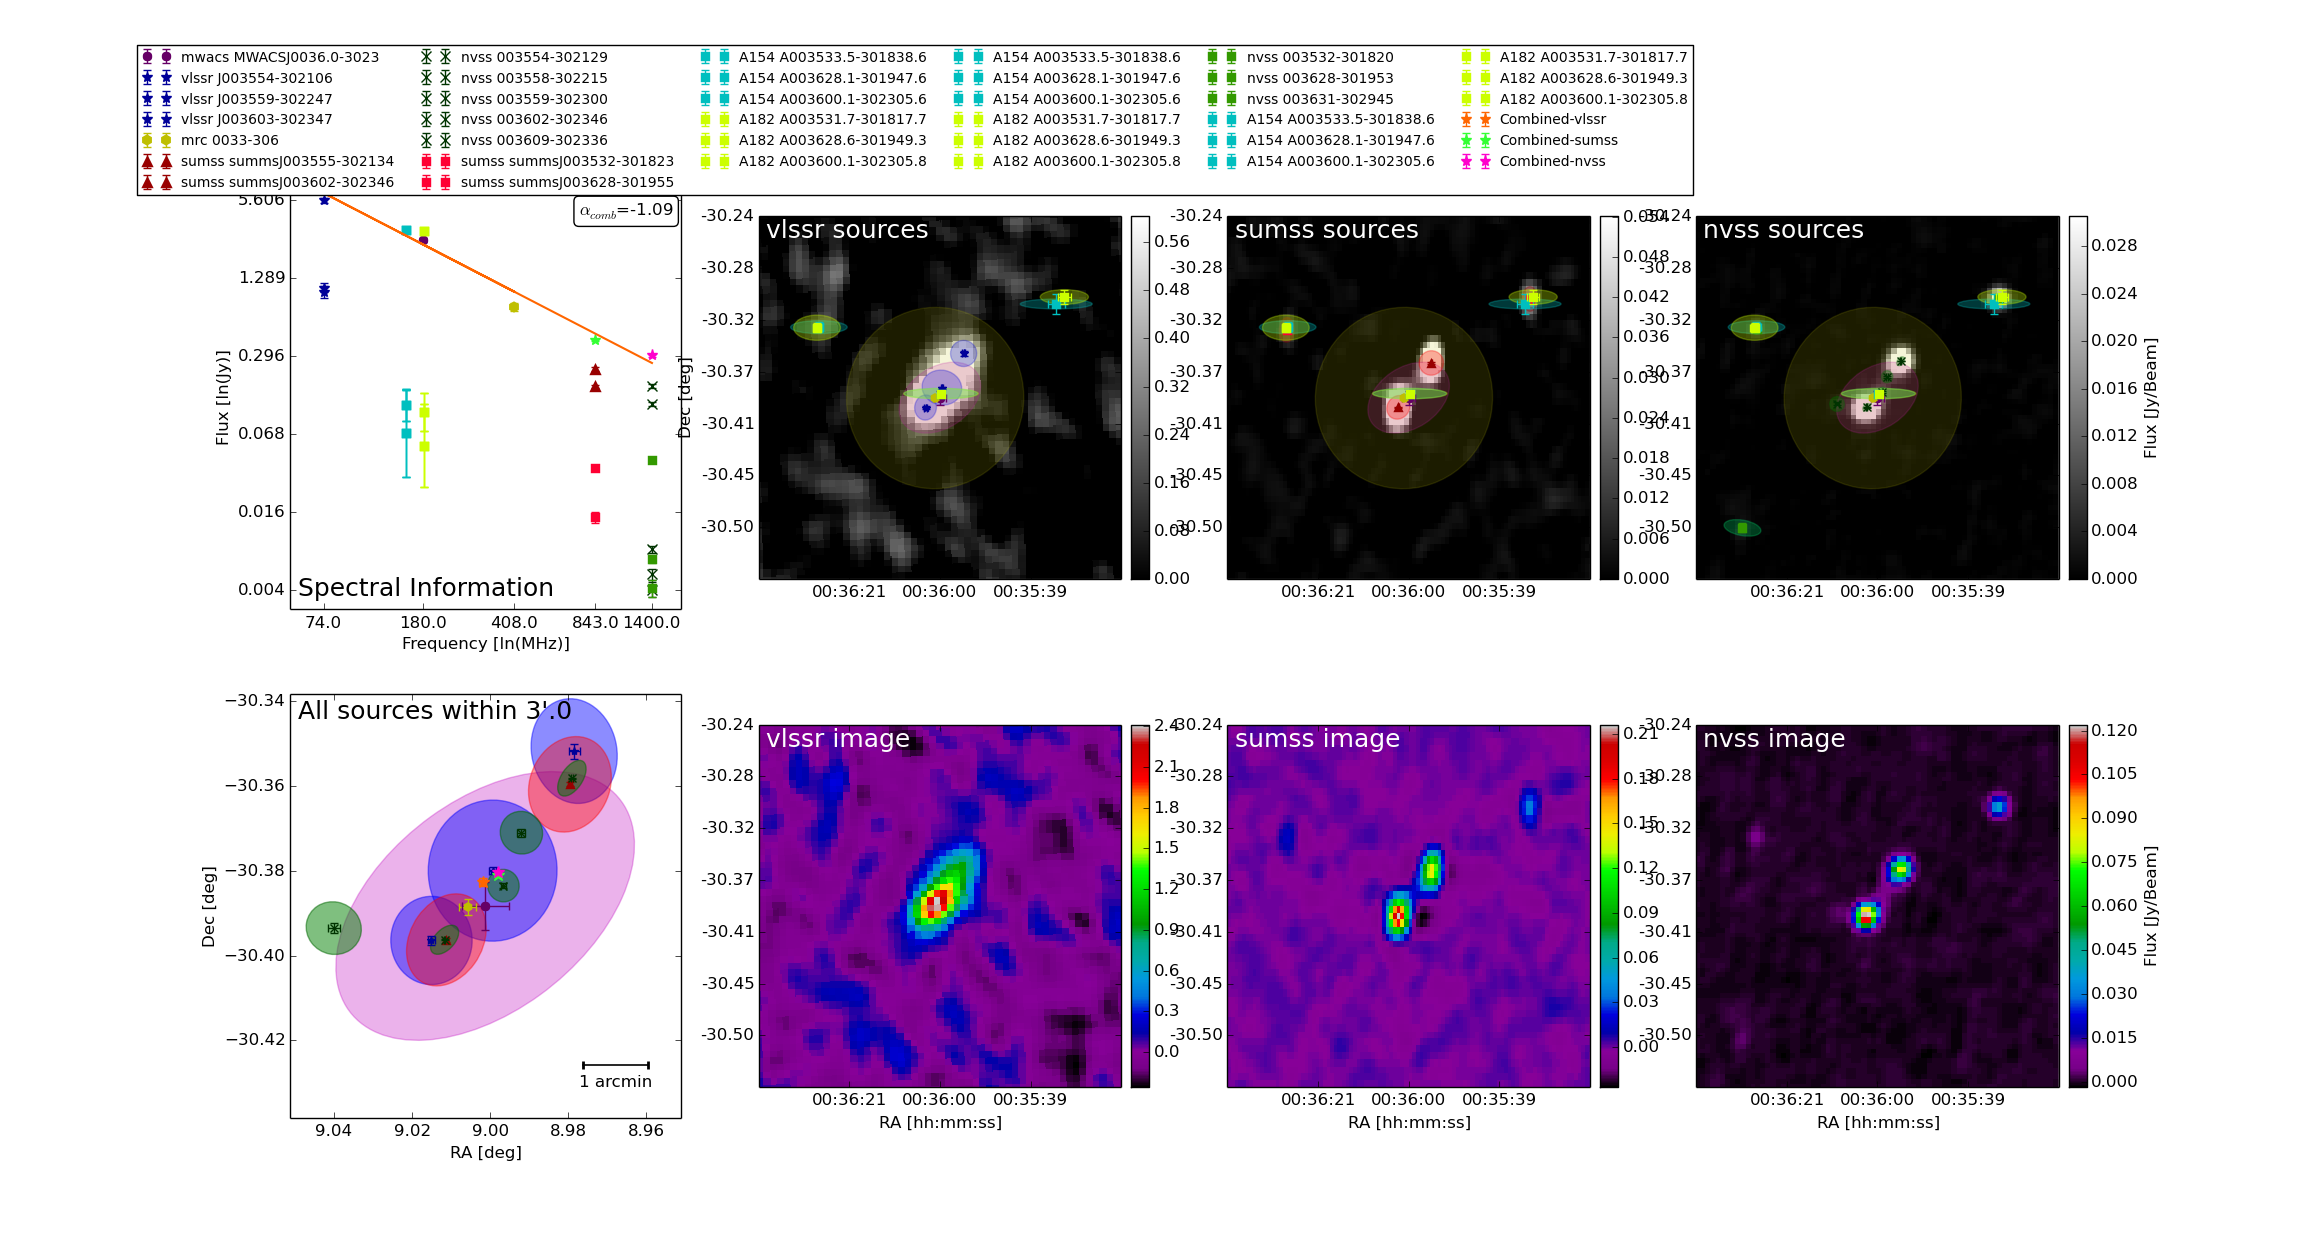 mwacs MWACSJ0036.0-3023
vlssr J003554-302106
vlssr J003559-302247
vlssr J003603-302347
mrc 0033-306
sumss summsJ003555-302134
sumss summsJ003602-302346
nvss 003554-302129
nvss 003558-302215
nvss 003559-302300
nvss 003602-302346
nvss 003609-302336
sumss summsJ003532-301823
sumss summsJ003628-301955
A154 A003533.5-301838.6
A154 A003628.1-301947.6
A154 A003600.1-302305.6
A182 A003531.7-301817.7
A182 A003628.6-301949.3
A182 A003600.1-302305.8
A154 A003533.5-301838.6
A154 A003628.1-301947.6
A154 A003600.1-302305.6
A182 A003531.7-301817.7
A182 A003628.6-301949.3
A182 A003600.1-302305.8
nvss 003532-301820
nvss 003628-301953
nvss 003631-302945
A154 A003533.5-301838.6
A154 A003628.1-301947.6
A154 A003600.1-302305.6
A182 A003531.7-301817.7
A182 A003628.6-301949.3
A182 A003600.1-302305.8
Combined-vlssr
Combined-sumss
Combined-nvss
5.606
1.289
0.296
0.068
0.016
0.004
Flux [ln(Jy)]
α_comb=-1.09
Spectral Information
74.0 180.0 408.0 843.0 1400.0
Frequency [ln(MHz)]
vlssr sources
-30.24
-30.28
-30.32
-30.37
-30.41
-30.45
-30.50
Dec [deg]
00:36:21 00:36:00 00:35:39
0.56
0.48
0.40
0.32
0.24
0.16
0.08
0.00
sumss sources
-30.24
-30.28
-30.32
-30.37
-30.41
-30.45
-30.50
00:36:21 00:36:00 00:35:39
0.054
0.048
0.042
0.036
0.030
0.024
0.018
0.012
0.006
0.000
nvss sources
-30.24
-30.28
-30.32
-30.37
-30.41
-30.45
-30.50
00:36:21 00:36:00 00:35:39
0.028
0.024
0.020
0.016
0.012
0.008
0.004
0.000
Flux [Jy/Beam]
All sources within 3'.0
−30.34
−30.36
−30.38
−30.40
−30.42
Dec [deg]
1 arcmin
9.04 9.02 9.00 8.98 8.96
RA [deg]
vlssr image
-30.24
-30.28
-30.32
-30.37
-30.41
-30.45
-30.50
00:36:21 00:36:00 00:35:39
RA [hh:mm:ss]
2.4
2.1
1.8
1.5
1.2
0.9
0.6
0.3
0.0
sumss image
-30.24
-30.28
-30.32
-30.37
-30.41
-30.45
-30.50
00:36:21 00:36:00 00:35:39
RA [hh:mm:ss]
0.21
0.18
0.15
0.12
0.09
0.06
0.03
0.00
nvss image
-30.24
-30.28
-30.32
-30.37
-30.41
-30.45
-30.50
00:36:21 00:36:00 00:35:39
RA [hh:mm:ss]
0.120
0.105
0.090
0.075
0.060
0.045
0.030
0.015
0.000
Flux [Jy/Beam]